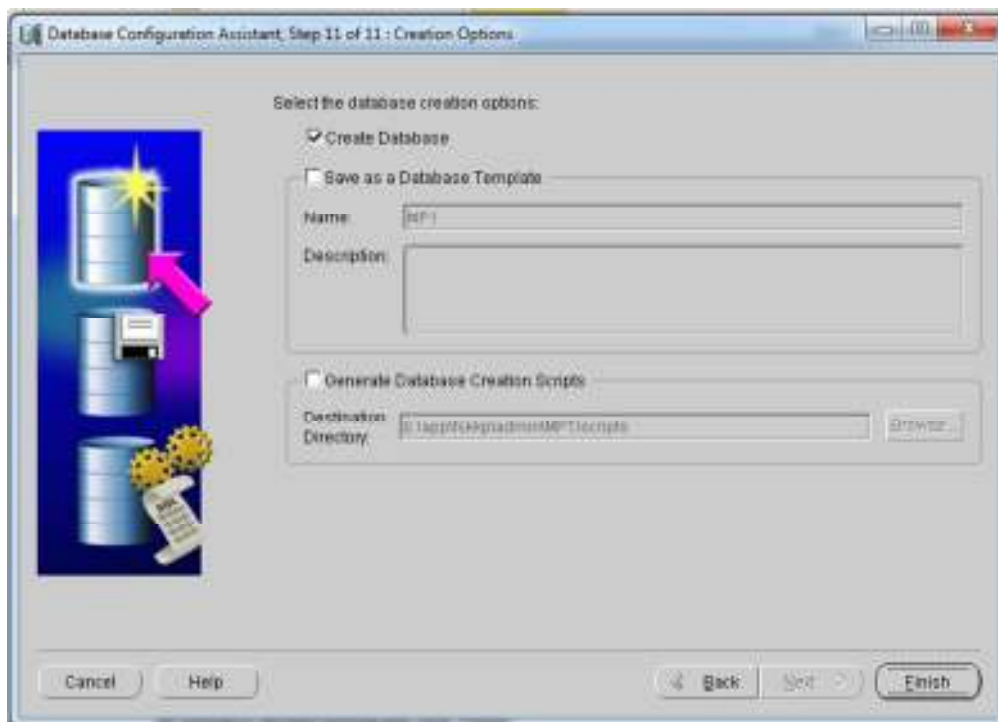 Database Configuration Assistant, Step 11 of 11 : Creation Options
Select the database creation options:
Create Database
Save as a Database Template
Name:
Description:
Generate Database Creation Scripts
Destination
Directory:
Browse...
Cancel
Help
Back
Next
Finish